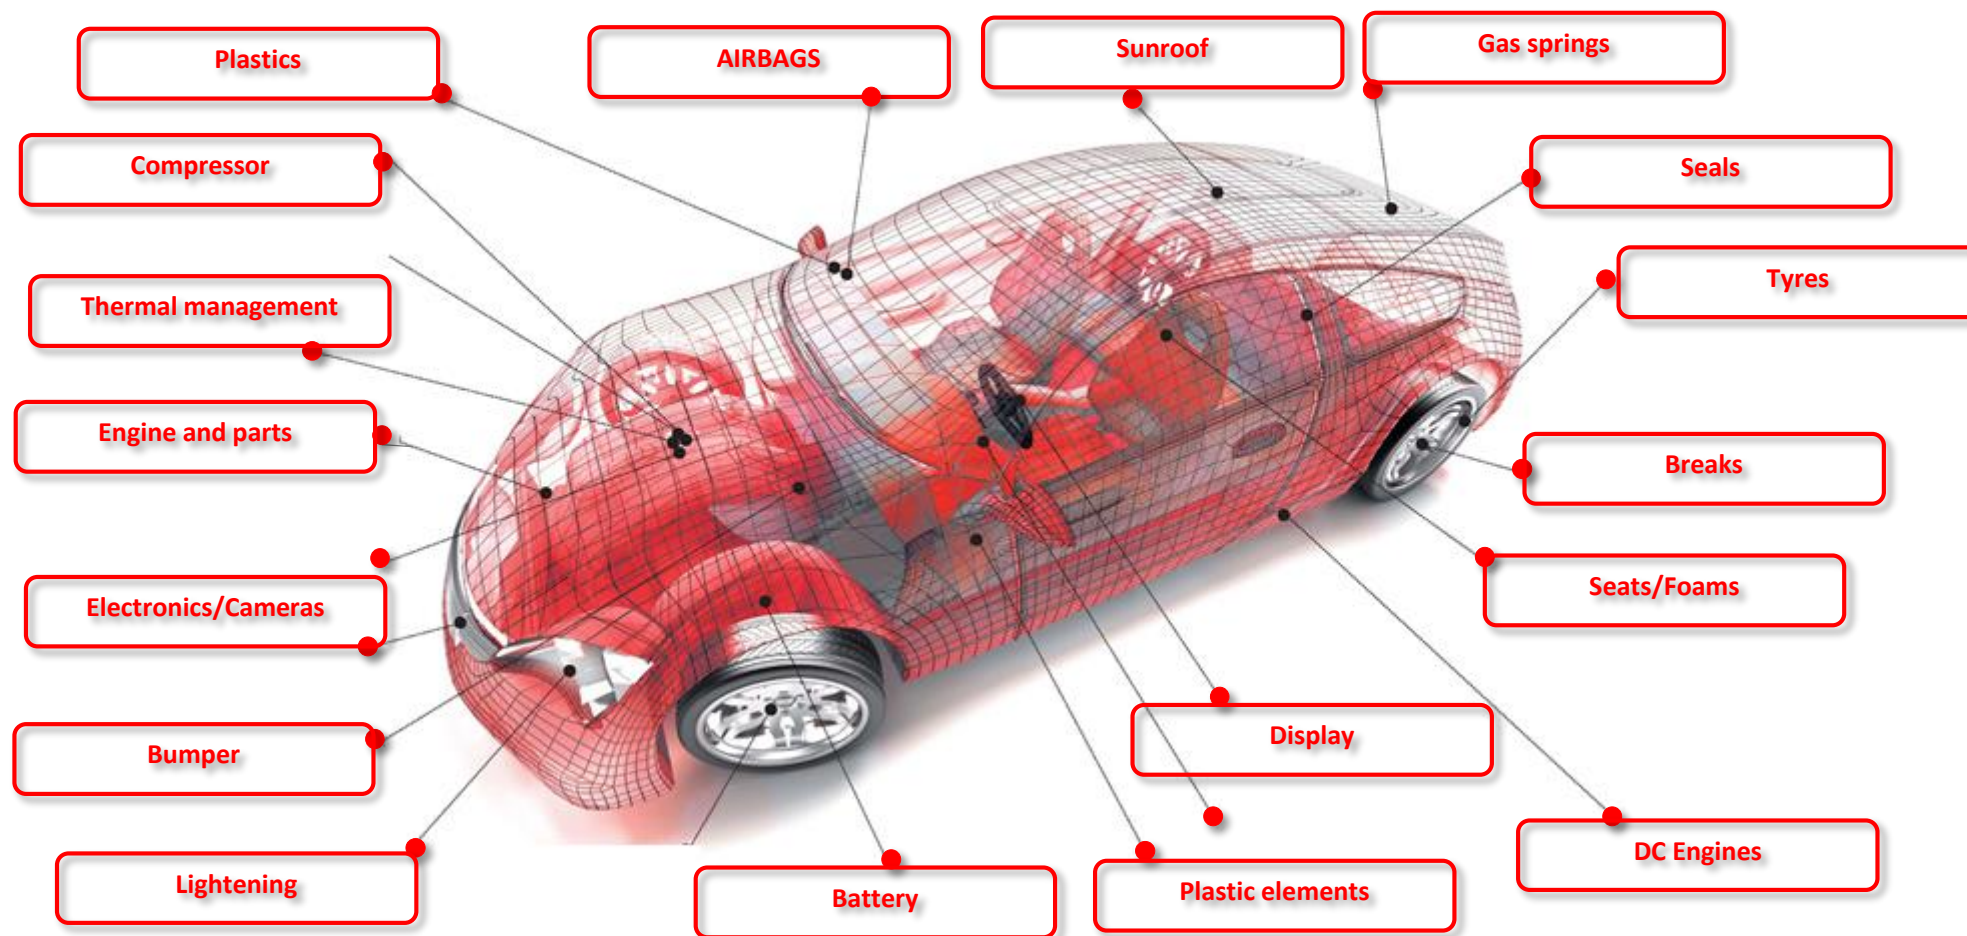 Plastics
AIRBAGS
Sunroof
Gas springs
Compressor
Seals
Thermal management
Tyres
Engine and parts
Breaks
Electronics/Cameras
Seats/Foams
Bumper
Display
Lightening
Battery
Plastic elements
DC Engines